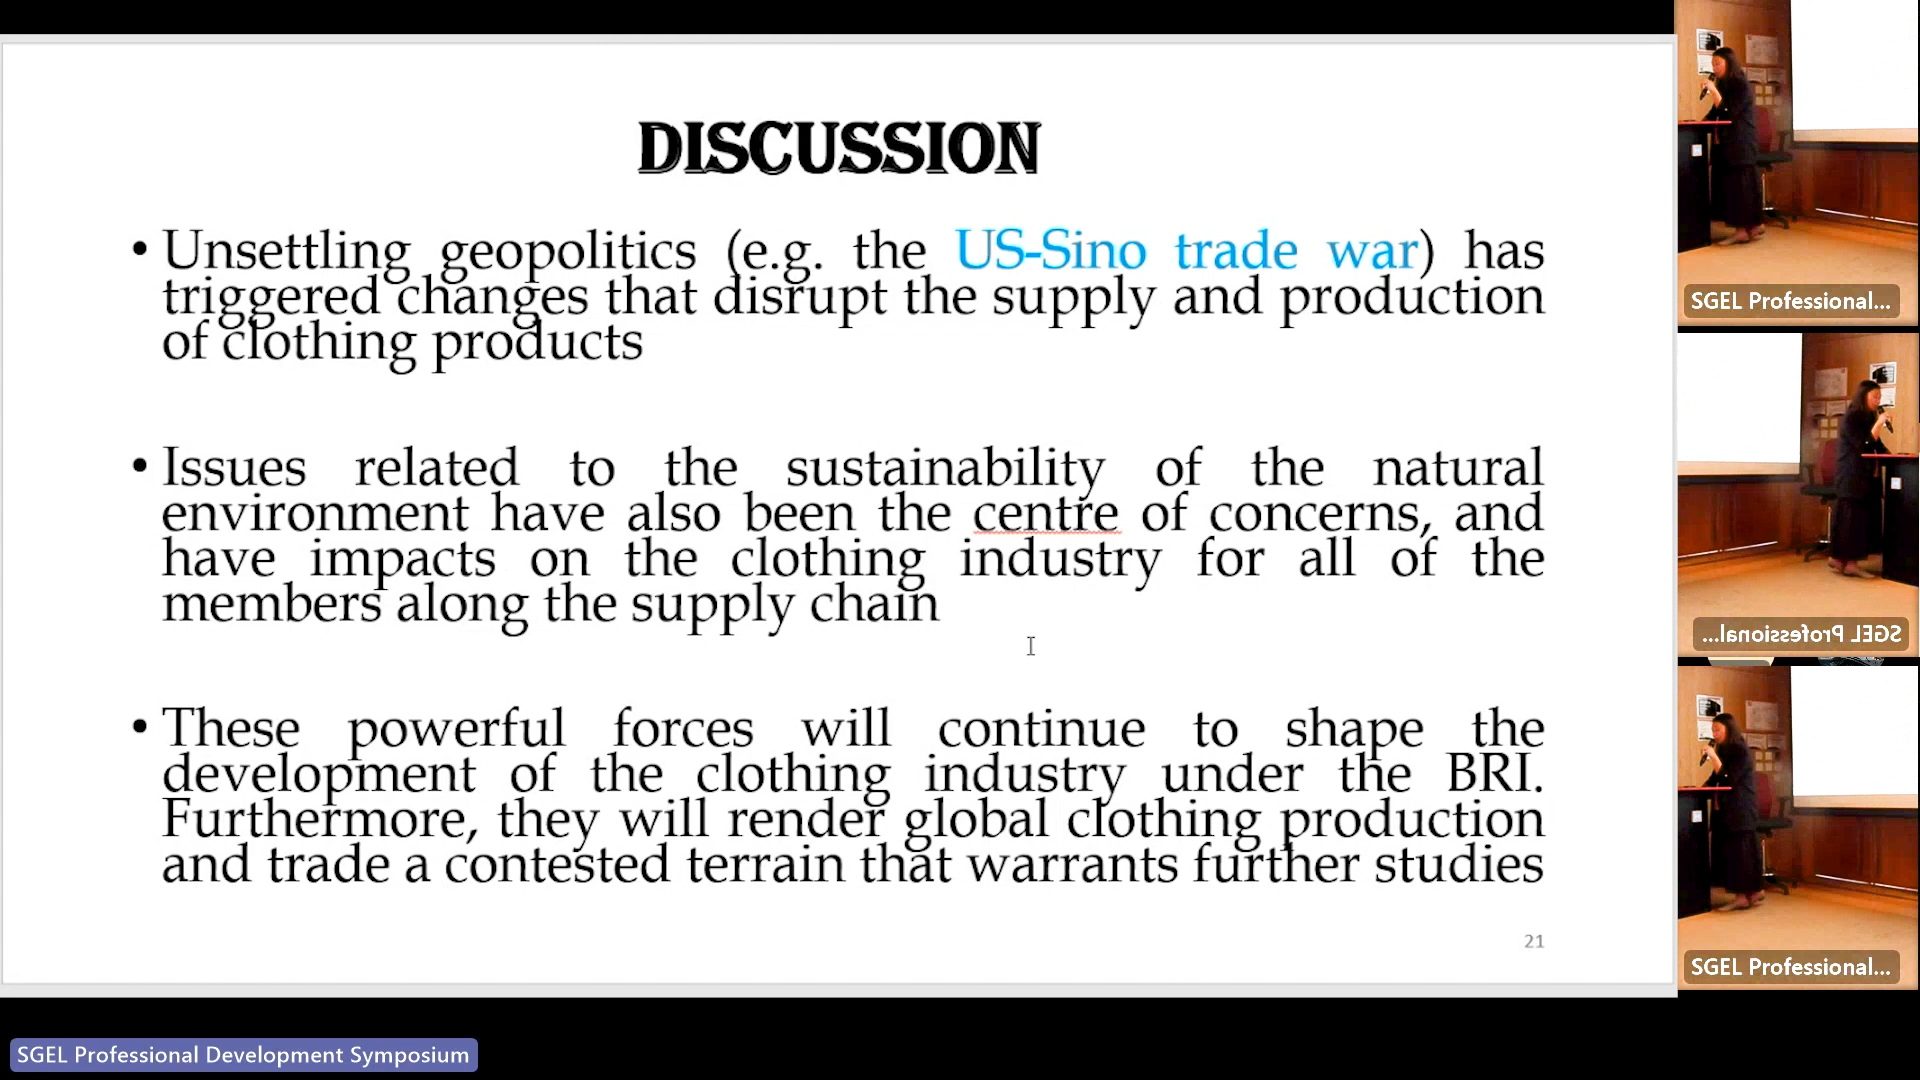 DISCUSSION
• Unsettling geopolitics (e.g. the US-Sino trade war) has
triggered changes that disrupt the supply and production
of clothing products
• Issues related to the sustainability of the natural
environment have also been the centre of concerns, and
have impacts on the clothing industry for all of the
members along the supply chain
• These powerful forces will continue to shape the
development of the clothing industry under the BRI.
Furthermore, they will render global clothing production
and trade a contested terrain that warrants further studies
21
SGEL Professional...
SGEL Professional...
SGEL Professional...
SGEL Professional Development Symposium